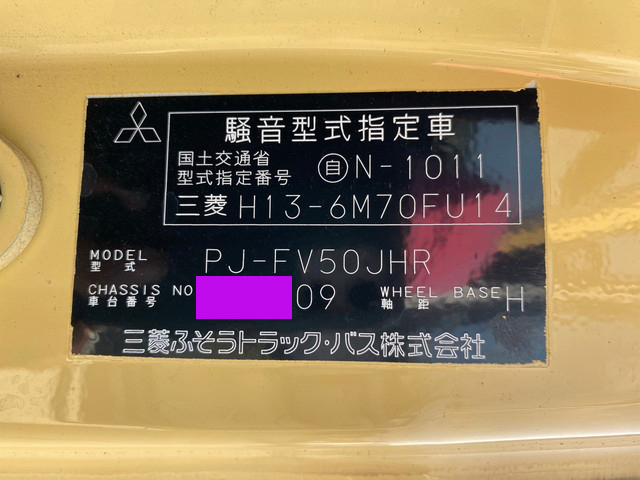 騒音型式指定車
国土交通省
型式指定番号 自N-1011
三菱 H13-6M70FU14
MODEL
型式 PJ-FV50JHR
CHASSIS NO
車台番号 09 WHEEL BASE
軸距 H
三菱ふそうトラック・バス株式会社